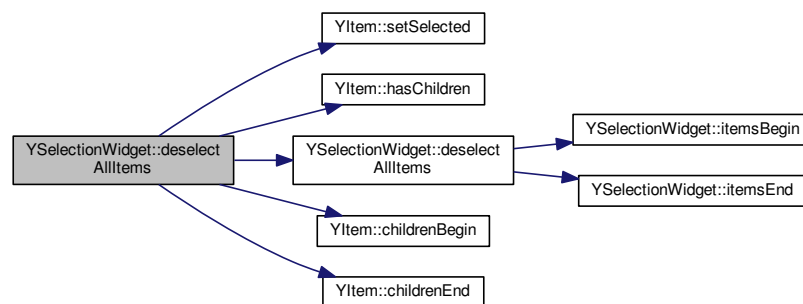 YItem::setSelected
YItem::hasChildren
YSelectionWidget::deselect
AllItems
YSelectionWidget::deselect
AllItems
YSelectionWidget::itemsBegin
YSelectionWidget::itemsEnd
YItem::childrenBegin
YItem::childrenEnd